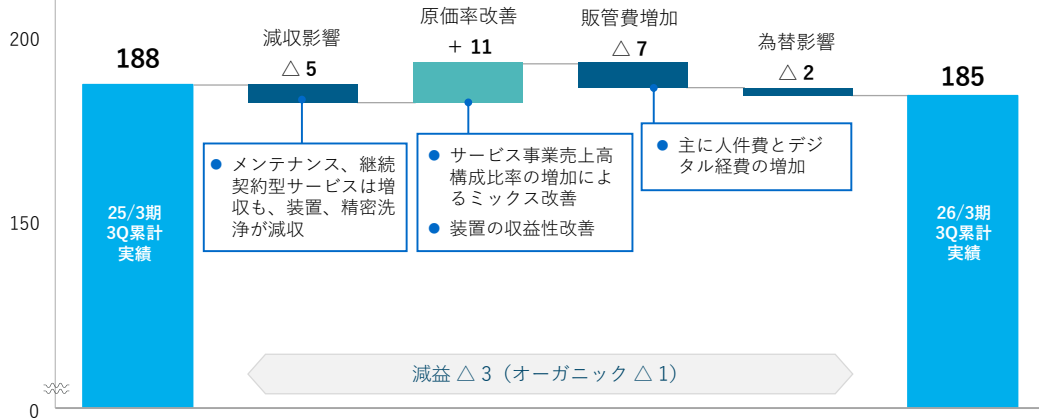 200
150
0
188
25/3期
3Q累計
実績
減収影響
△ 5
メンテナンス、継続
契約型サービスは増
収も、装置、精密洗
浄が減収
原価率改善
+ 11
サービス事業売上高
構成比率の増加によ
るミックス改善
装置の収益性改善
販管費増加
△ 7
主に人件費とデジ
タル経費の増加
為替影響
△ 2
185
26/3期
3Q累計
実績
減益 △ 3（オーガニック △ 1）